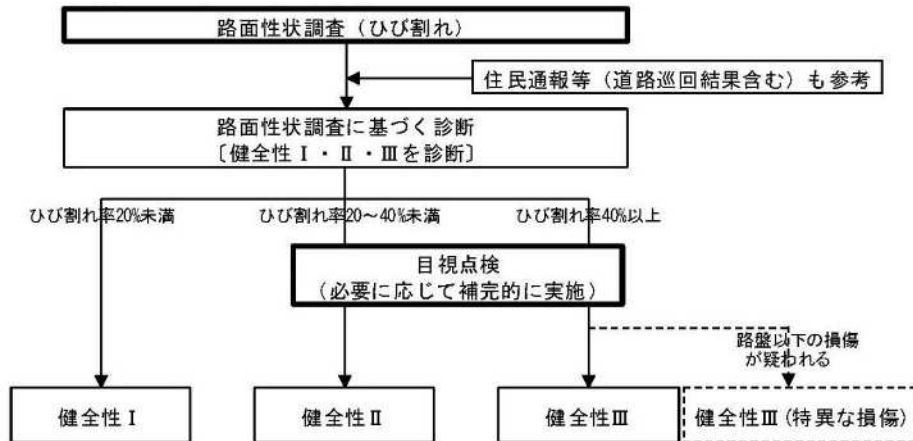 路面性状調査（ひび割れ）
住民通報等（道路巡回結果含む）も参考
路面性状調査に基づく診断
〔健全性Ⅰ・Ⅱ・Ⅲを診断〕
ひび割れ率20%未満
ひび割れ率20～40%未満
ひび割れ率40%以上
目視点検
（必要に応じて補完的に実施）
路盤以下の損傷
が疑われる
健全性Ⅰ
健全性Ⅱ
健全性Ⅲ
健全性Ⅲ（特異な損傷）